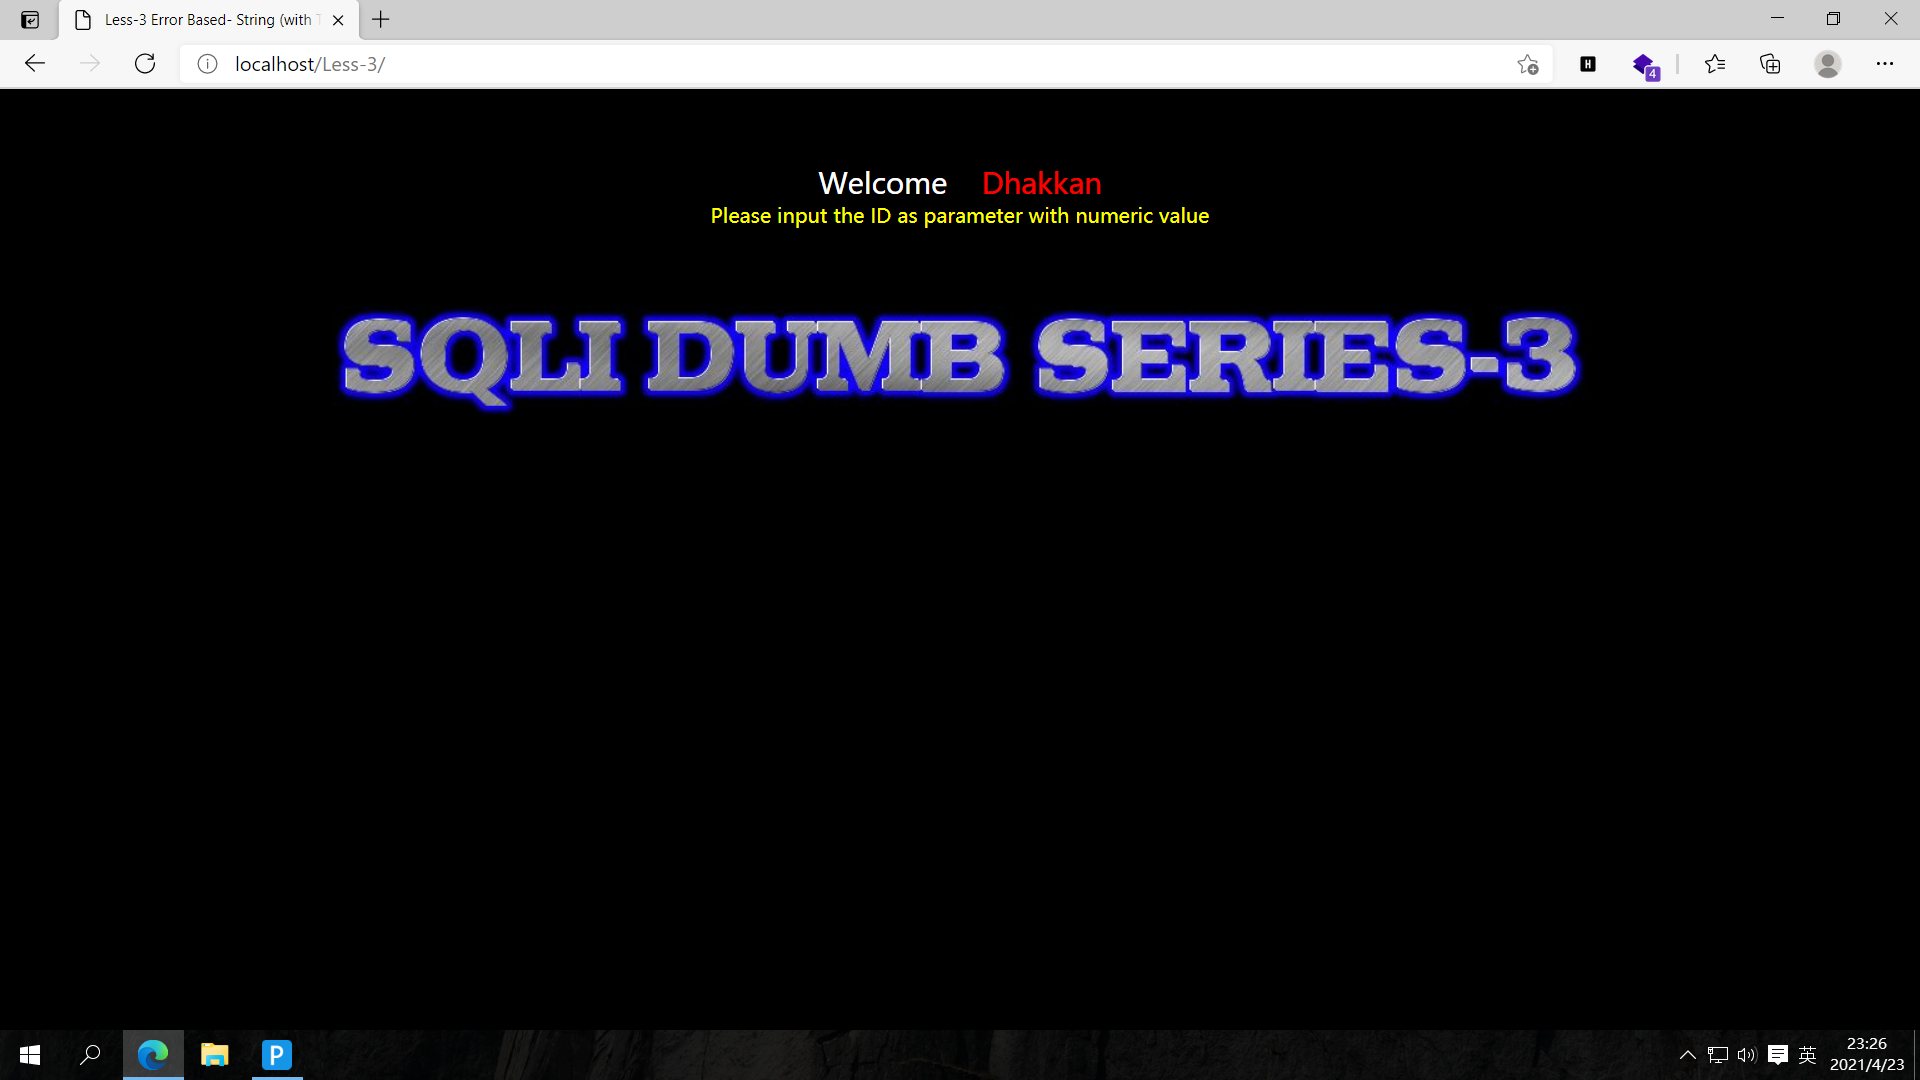 Less-3 Error Based- String (with T
localhost/Less-3/
H
4
Welcome Dhakkan
Please input the ID as parameter with numeric value
SQLI DUMB SERIES-3
P
英
23:26
2021/4/23